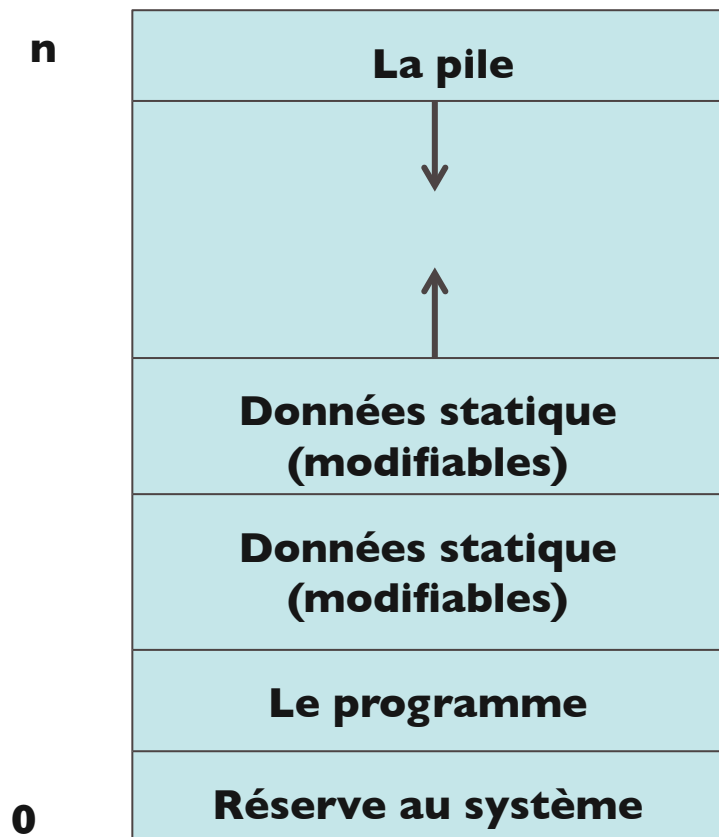 n
La pile
Données statique
(modifiables)
Données statique
(modifiables)
Le programme
Réserve au système
0